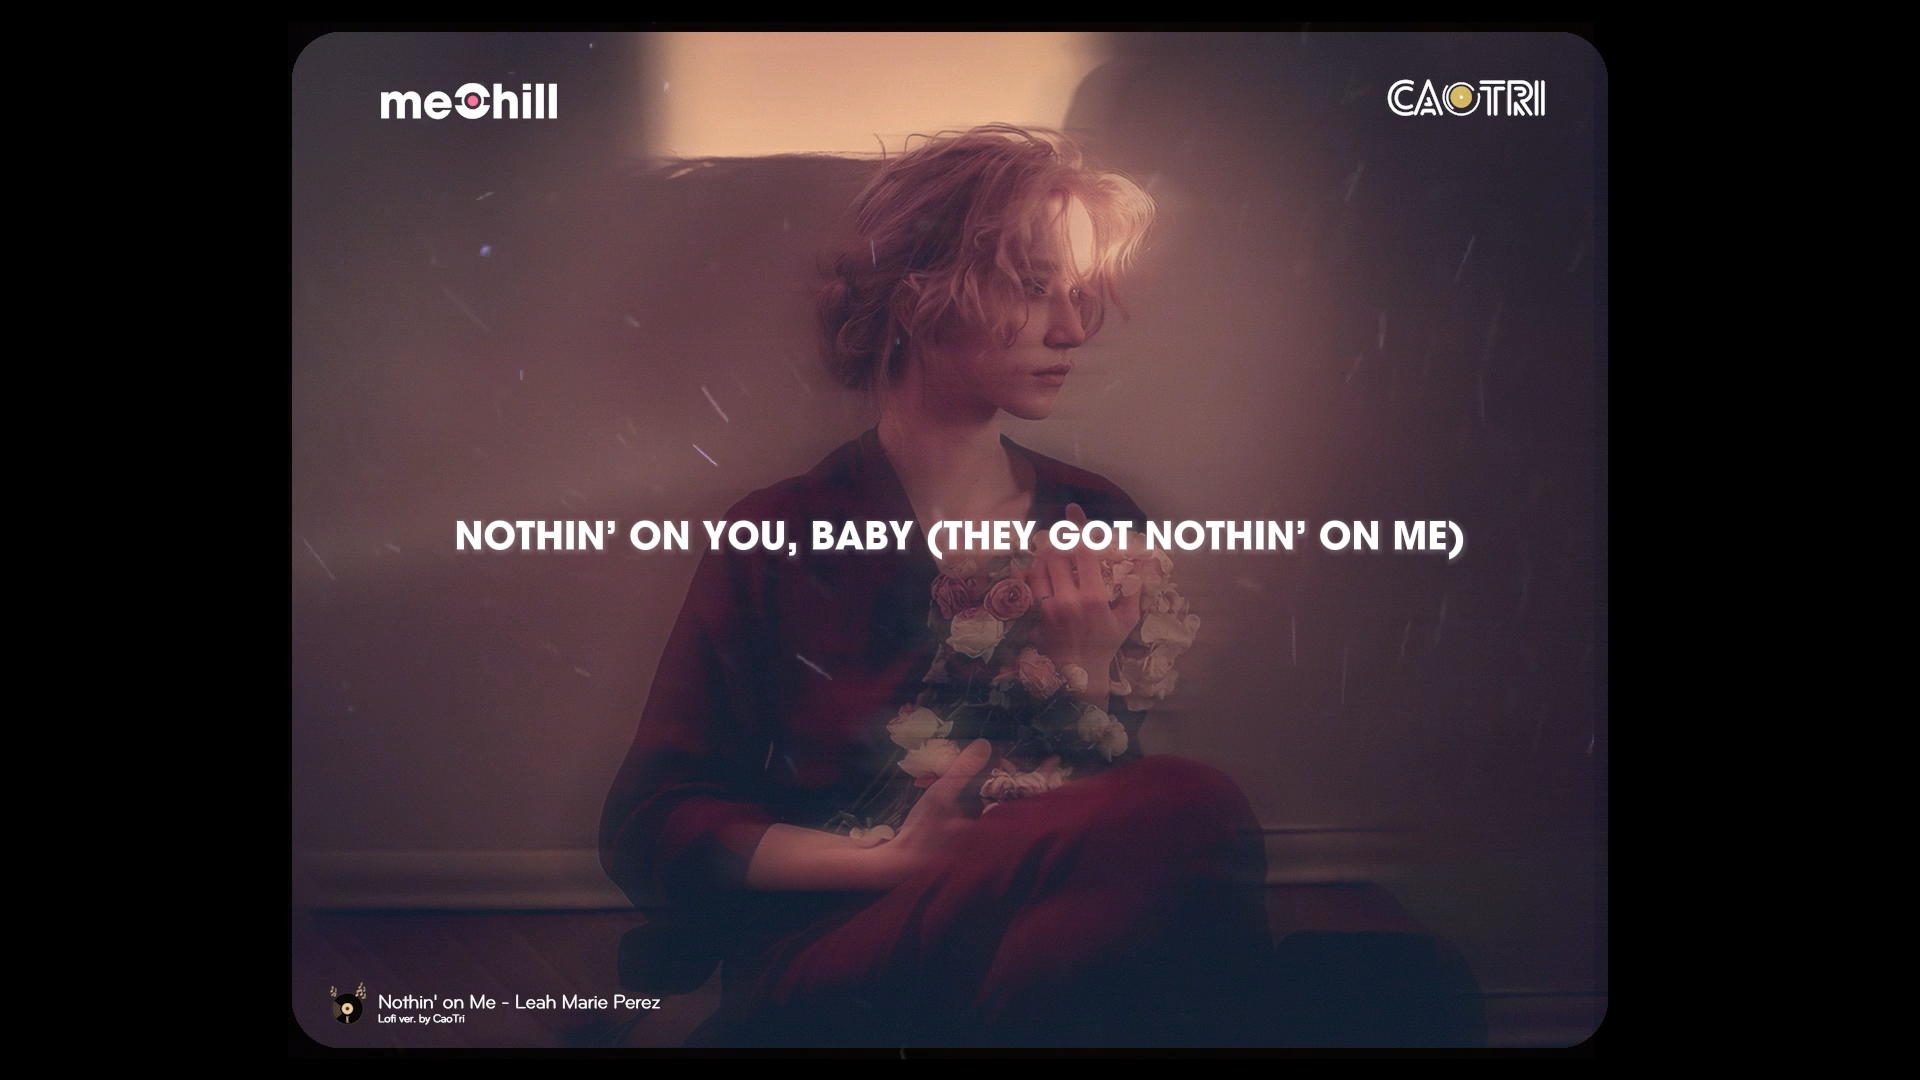 meChill
CAOTRI
NOTHIN’ ON YOU, BABY (THEY GOT NOTHIN’ ON ME)
Nothin' on Me - Leah Marie Perez
Lofi ver. by CaoTri